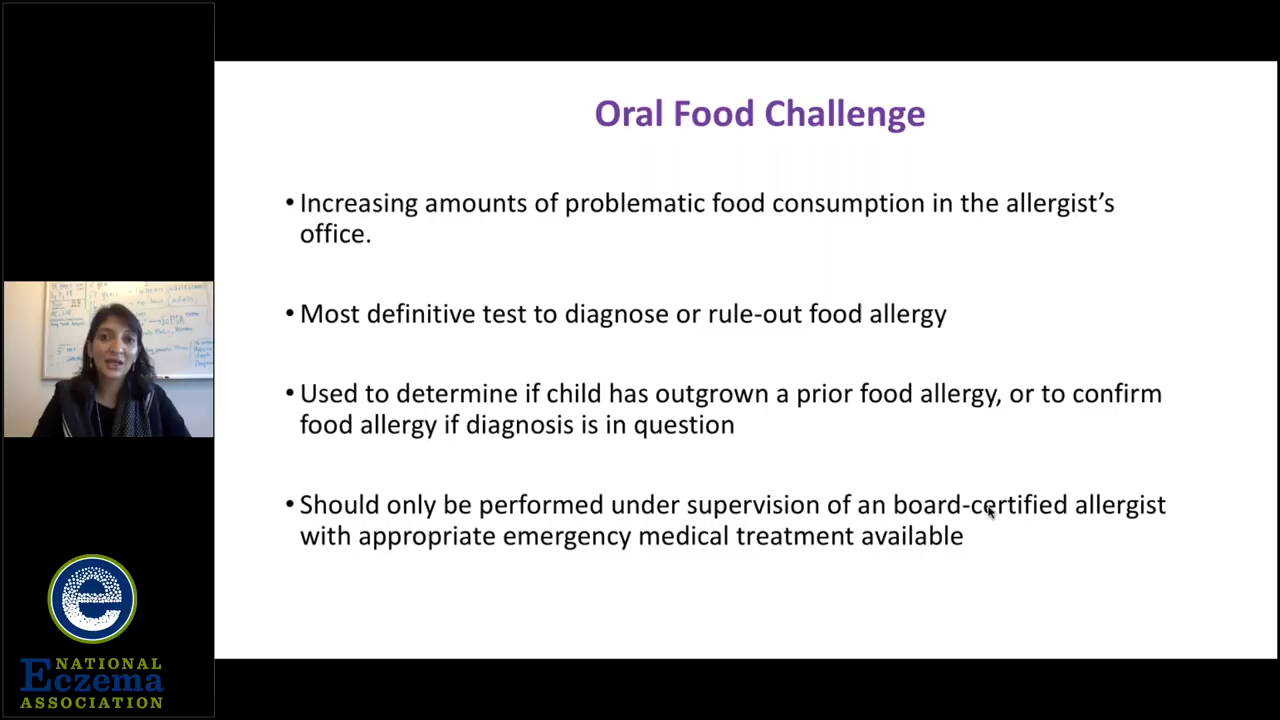 Oral Food Challenge
• Increasing amounts of problematic food consumption in the allergist's
office.
• Most definitive test to diagnose or rule-out food allergy
• Used to determine if child has outgrown a prior food allergy, or to confirm
food allergy if diagnosis is in question
• Should only be performed under supervision of an board-certified allergist
with appropriate emergency medical treatment available
e
NATIONAL
Eczema
ASSOCIATION